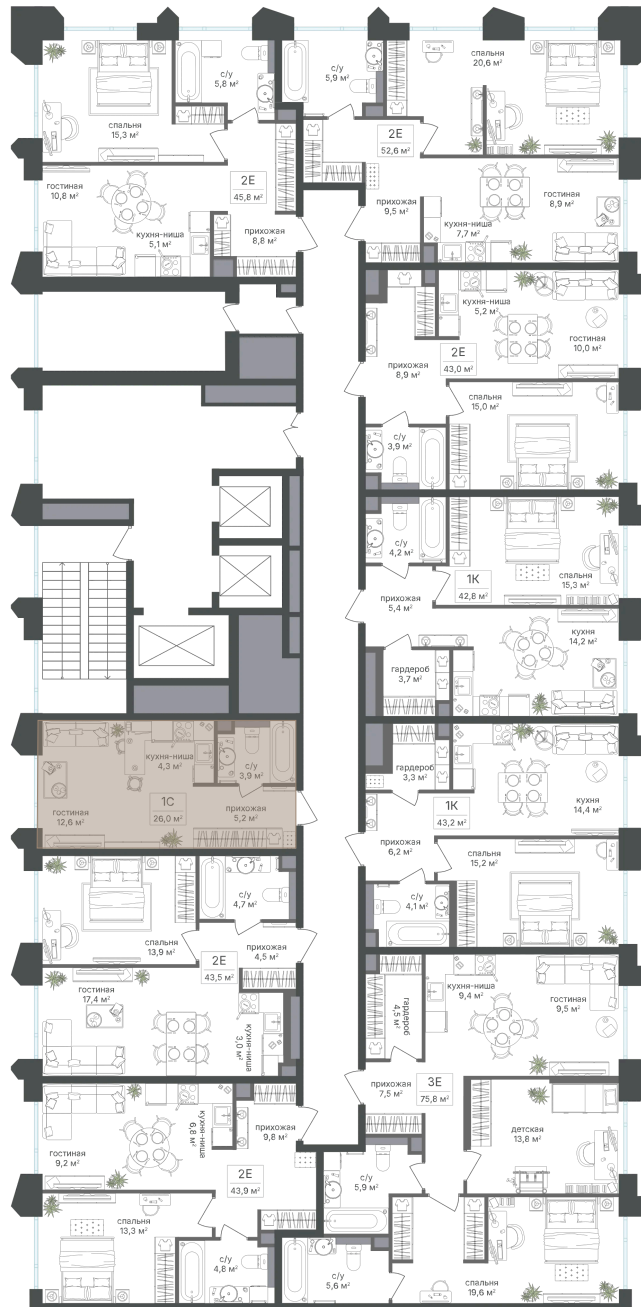 с/у
5,8 м²
спальня
15,3 м²
гостиная
10,8 м²
2Е
45,8 м²
кухня-ниша
5,1 м²
прихожая
8,8 м²
с/у
5,9 м²
спальня
20,6 м²
2Е
52,6 м²
прихожая
9,5 м²
гостиная
8,9 м²
кухня-ниша
7,7 м²
кухня-ниша
5,2 м²
гостиная
10,0 м²
2Е
43,0 м²
прихожая
8,9 м²
спальня
15,0 м²
с/у
3,9 м²
с/у
4,2 м²
1К
42,8 м²
спальня
15,3 м²
прихожая
5,4 м²
кухня
14,2 м²
гардероб
3,7 м²
кухня-ниша
4,3 м²
с/у
3,9 м²
гостиная
12,6 м²
1С
26,0 м²
прихожая
5,2 м²
гардероб
3,3 м²
1К
43,2 м²
кухня
14,4 м²
прихожая
6,2 м²
спальня
15,2 м²
с/у
4,1 м²
с/у
4,7 м²
спальня
13,9 м²
прихожая
4,5 м²
2Е
43,5 м²
гостиная
17,4 м²
кухня-ниша
3,0 м²
гардероб
4,5 м²
кухня-ниша
9,4 м²
гостиная
9,5 м²
прихожая
7,5 м²
3Е
75,8 м²
детская
13,8 м²
с/у
5,9 м²
с/у
5,6 м²
спальня
19,6 м²
гостиная
9,2 м²
кухня-ниша
6,8 м²
прихожая
9,8 м²
2Е
43,9 м²
спальня
13,3 м²
с/у
4,8 м²